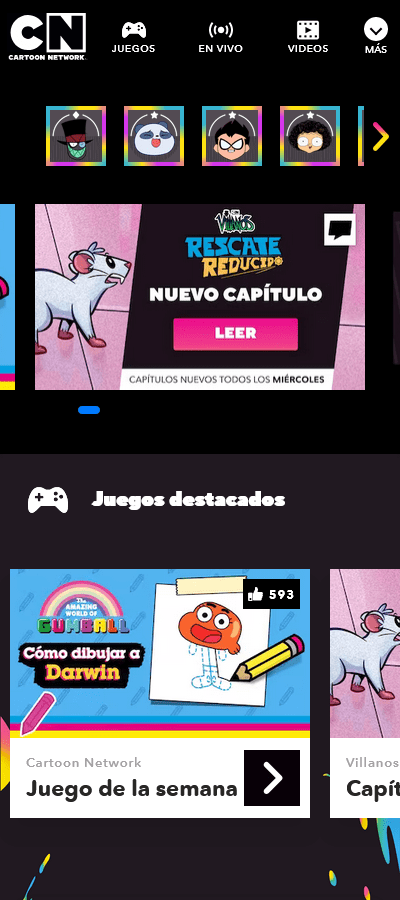 CN
CARTOON NETWORK.
JUEGOS
EN VIVO
VIDEOS
MÁS
Villanos
RESCATE
REDUCIDO
NUEVO CAPÍTULO
LEER
CAPÍTULOS NUEVOS TODOS LOS MIÉRCOLES
Juegos destacados
The
AMAZING
WORLD OF
GUMBALL
Cómo dibujar a
Darwin
593
Cartoon Network
Juego de la semana
Villanos
Capít